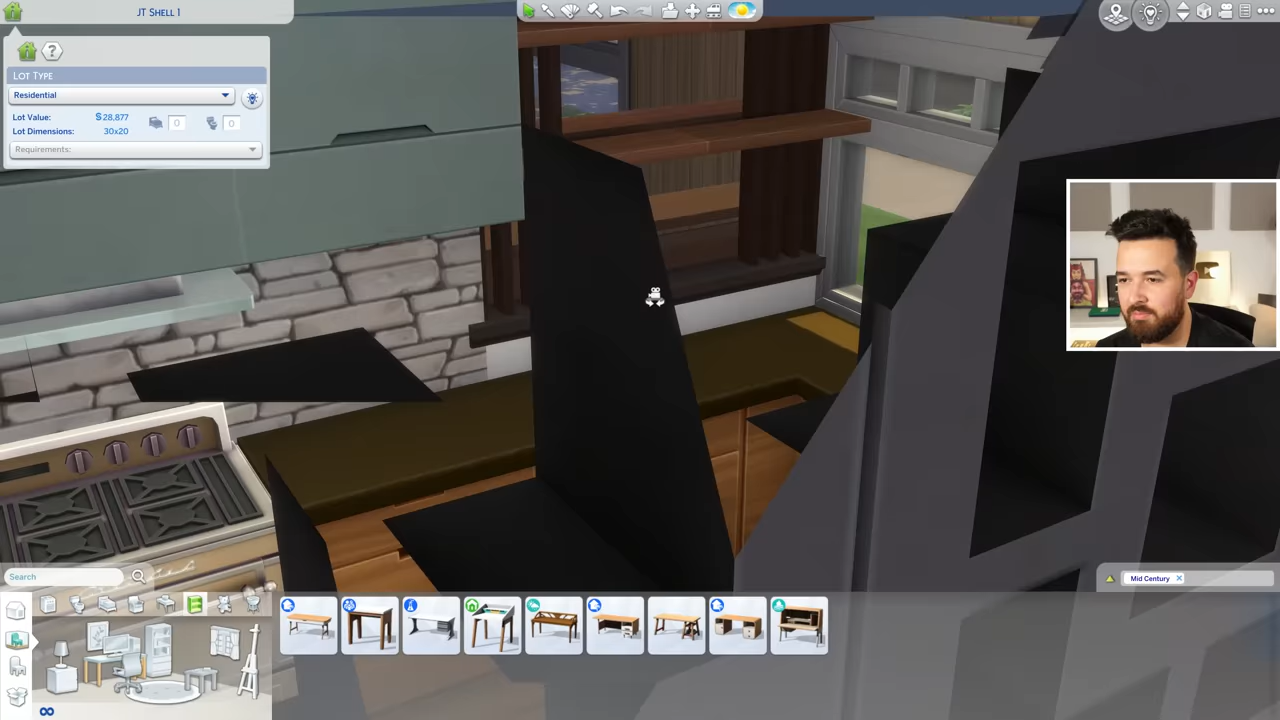 JT SHELL 1
LOT TYPE
Residential
Lot Value: §28,877
0
0
Lot Dimensions: 30x20
Requirements:
Search
Mid Century